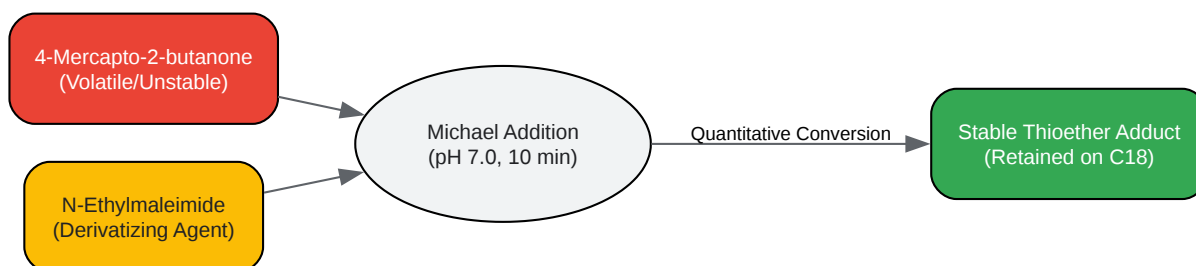 4-Mercapto-2-butanone
(Volatile/Unstable)
N-Ethylmaleimide
(Derivatizing Agent)
Michael Addition
(pH 7.0, 10 min)
Quantitative Conversion
Stable Thioether Adduct
(Retained on C18)